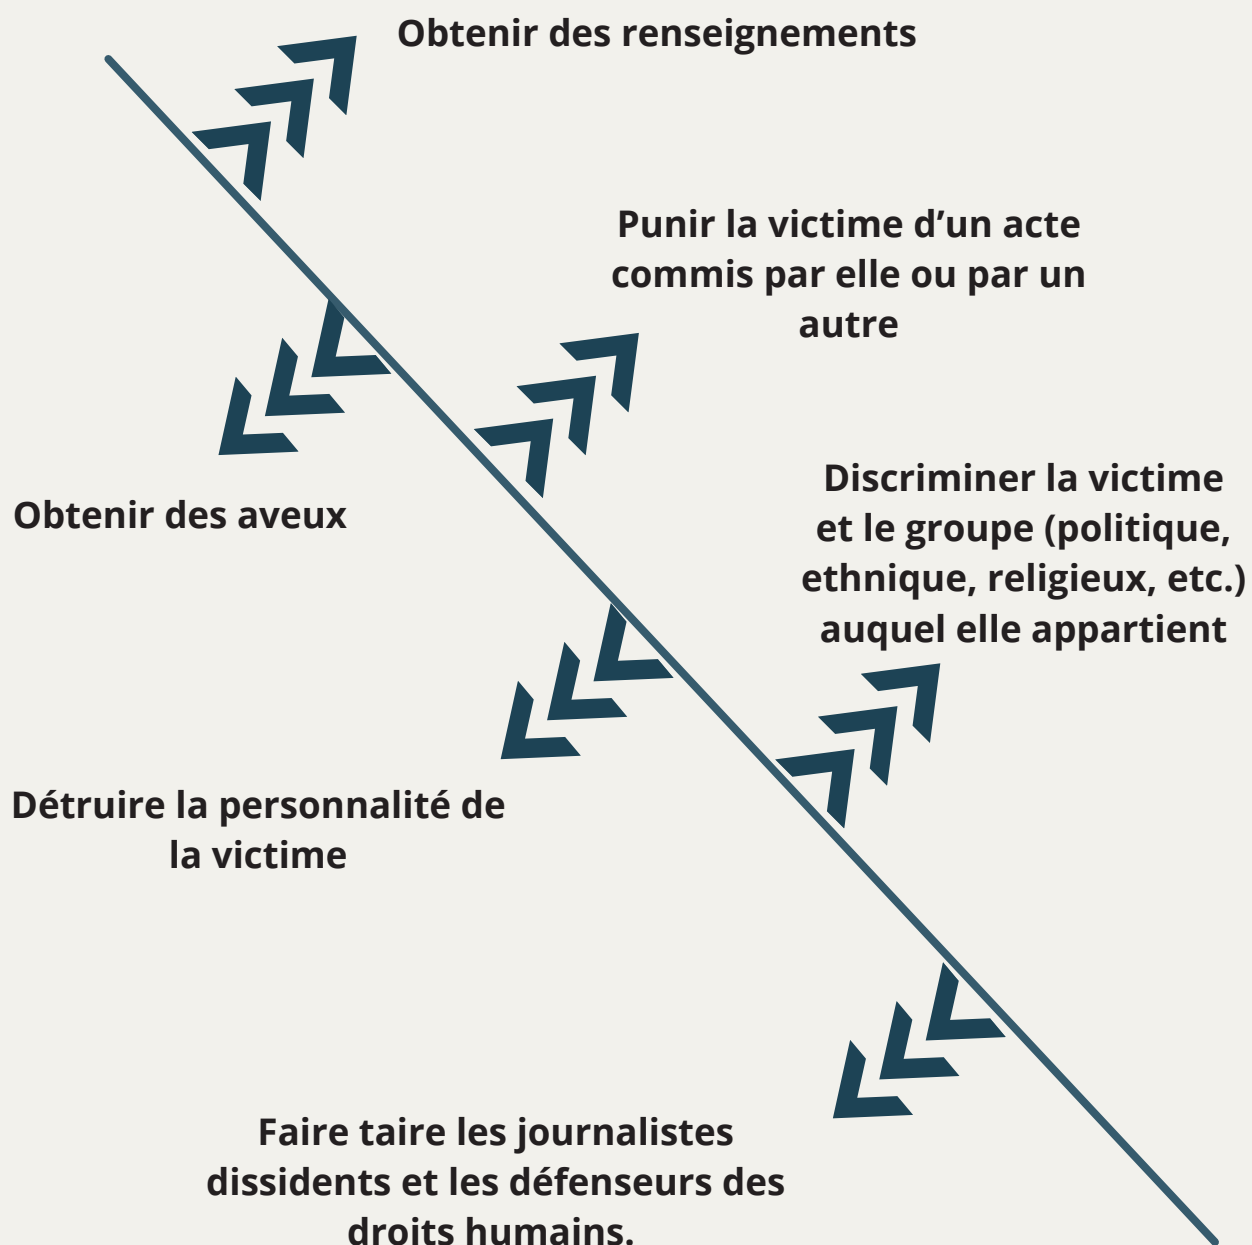 Obtenir des renseignements
Punir la victime d’un acte
commis par elle ou par un
autre
Discriminer la victime
et le groupe (politique,
ethnique, religieux, etc.)
auquel elle appartient
Obtenir des aveux
Détruire la personnalité de
la victime
Faire taire les journalistes
dissidents et les défenseurs des
droits humains.